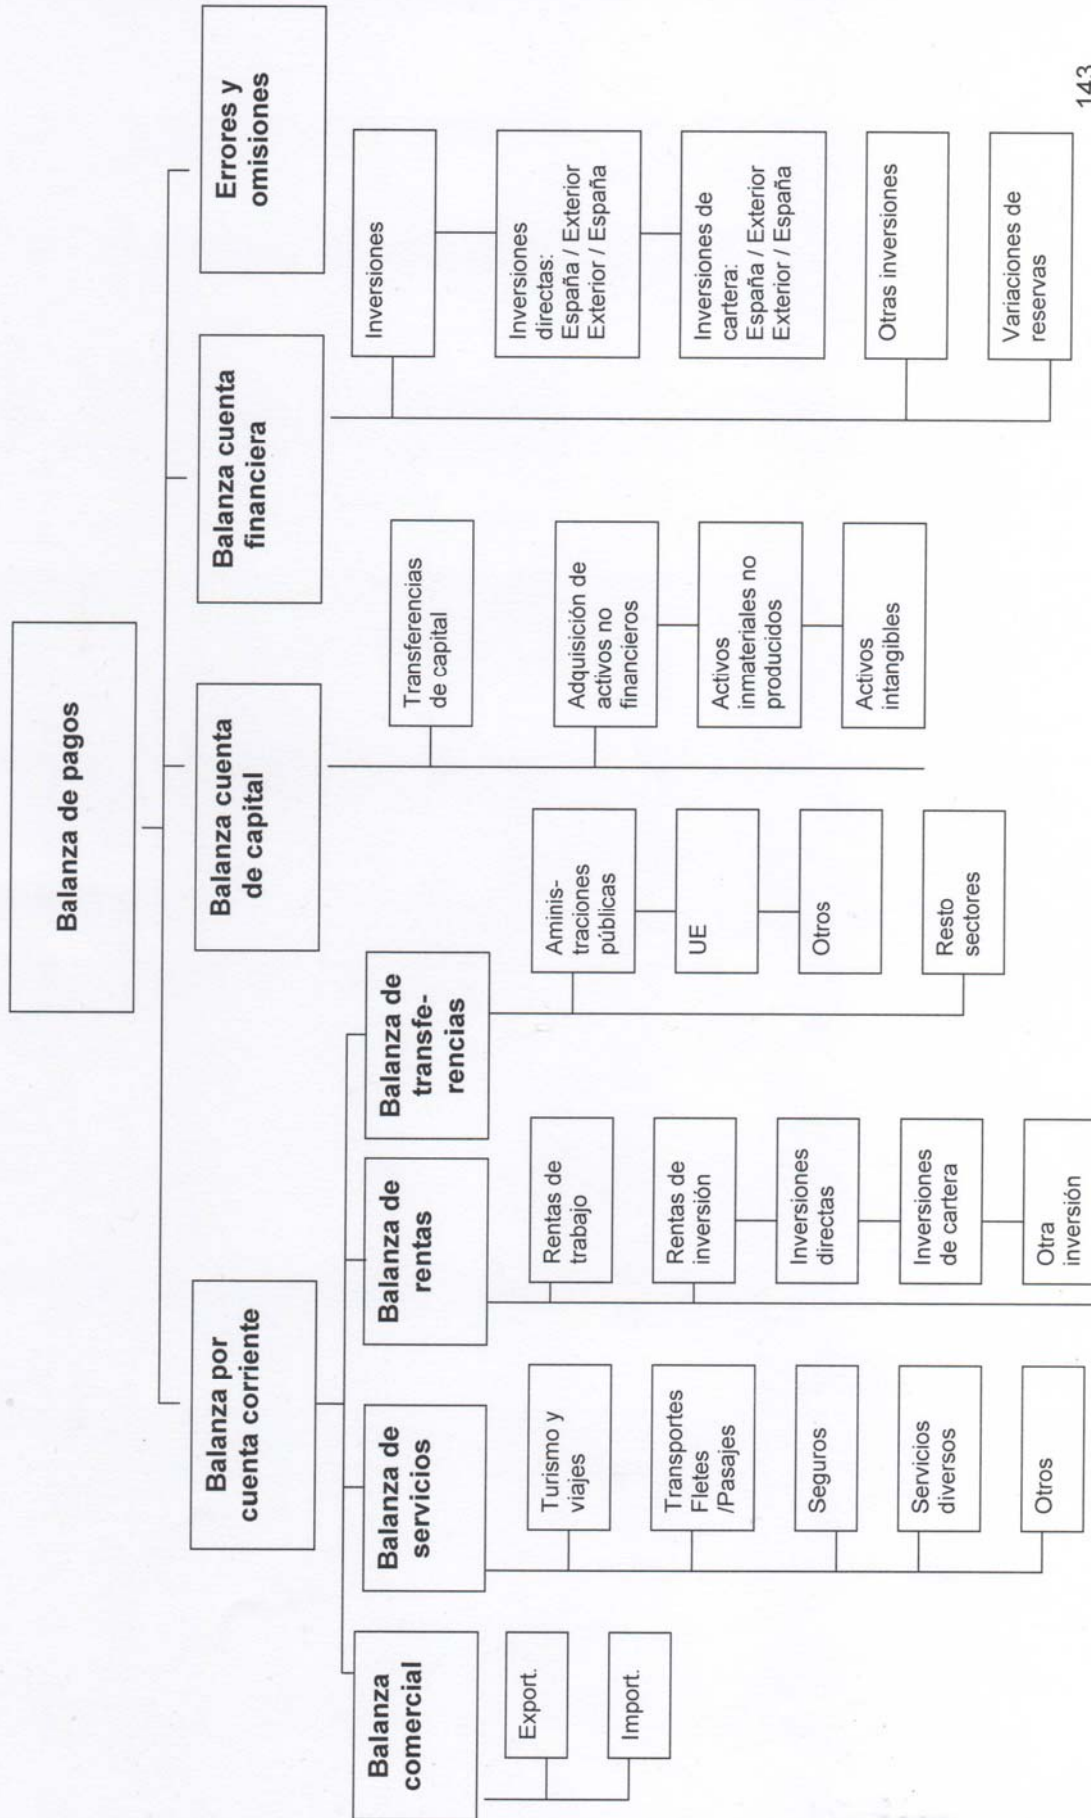 Balanza de pagos
Balanza por
cuenta corriente
Balanza cuenta
de capital
Balanza cuenta
financiera
Errores y
omisiones
Balanza
comercial
Export.
Import.
Balanza de
servicios
Turismo y
viajes
Transportes
Fletes
/Pasajes
Seguros
Servicios
diversos
Otros
Balanza de
rentas
Rentas de
trabajo
Rentas de
inversión
Inversiones
directas
Inversiones
de cartera
Otra
inversión
Balanza de
transfe-
rencias
Aminis-
traciones
públicas
UE
Otros
Resto
sectores
Transferencias
de capital
Adquisición de
activos no
financieros
Activos
inmateriales no
producidos
Activos
intangibles
Inversiones
Inversiones
directas:
España / Exterior
Exterior / España
Inversiones de
cartera:
España / Exterior
Exterior / España
Otras inversiones
Variaciones de
reservas
143